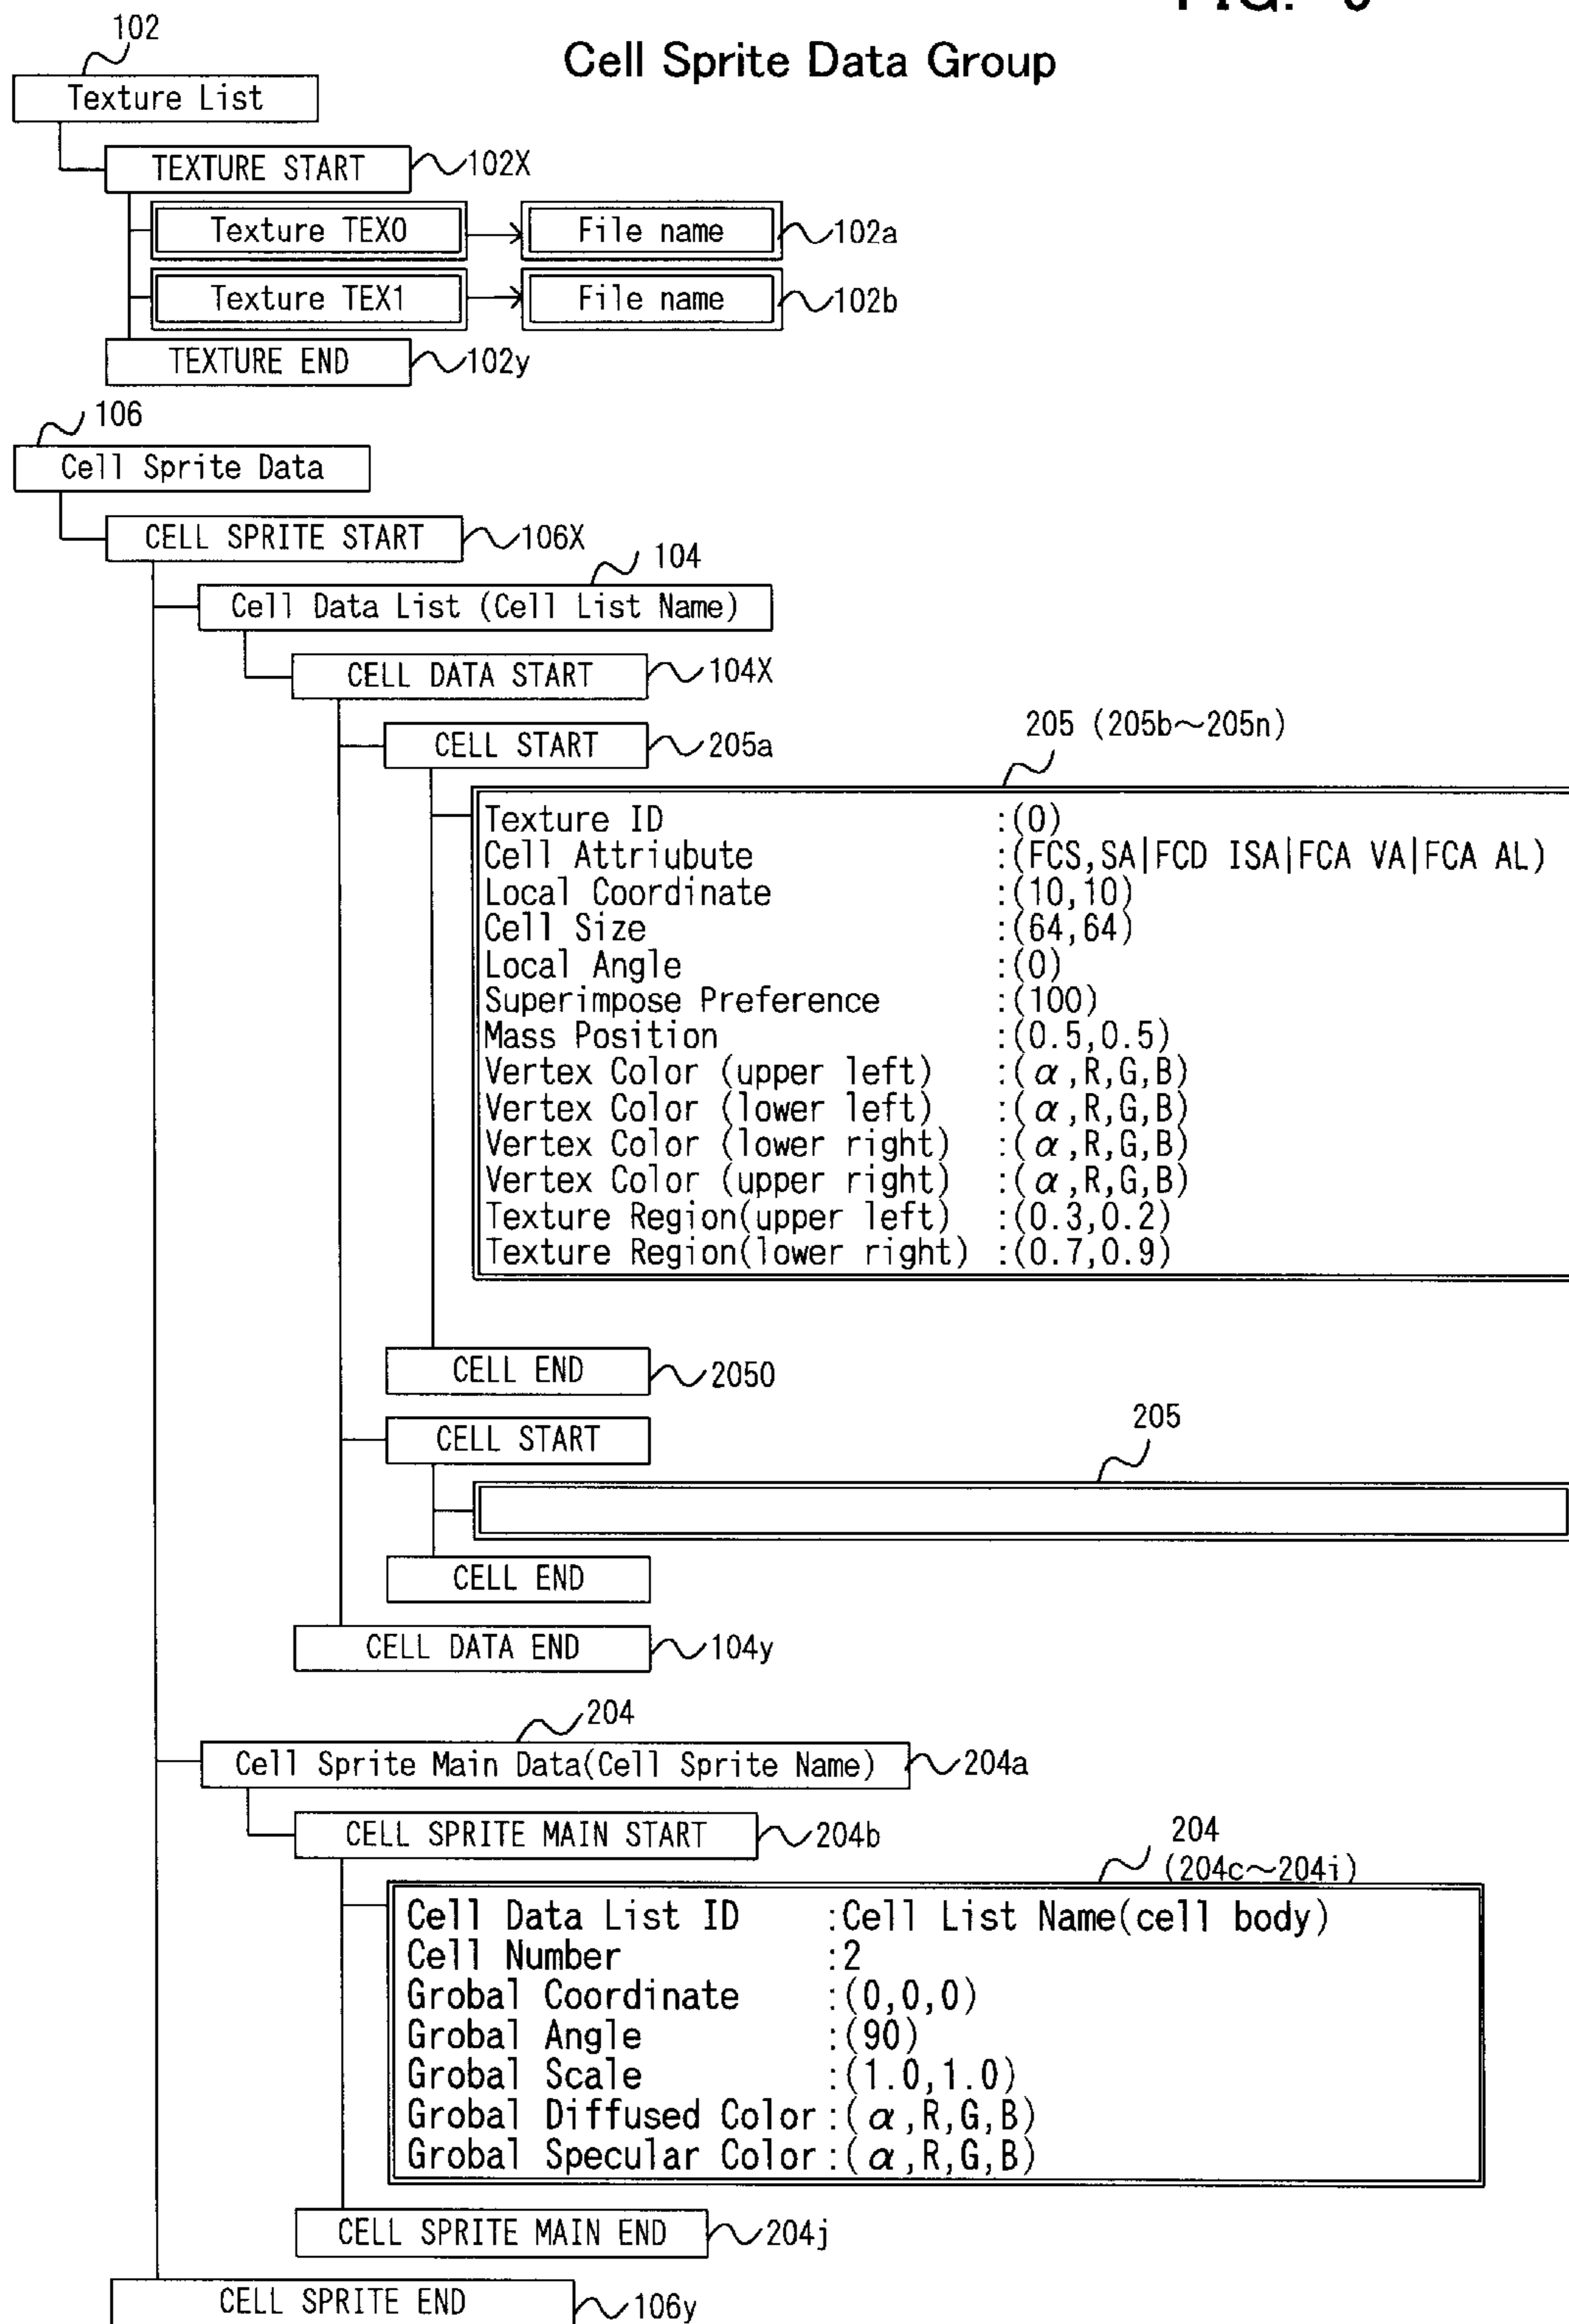 FIG.
102
Cell Sprite Data Group
Texture List
TEXTURE START 102X
Texture TEX0 File name 102a
Texture TEX1 File name 102b
TEXTURE END 102y
106
Cell Sprite Data
CELL SPRITE START 106X
104
Cell Data List (Cell List Name)
CELL DATA START 104X
205 (205b~205n)
CELL START 205a
Texture ID :(0)
Cell Attriubute :(FCS,SA|FCD ISA|FCA VA|FCA AL)
Local Coordinate :(10,10)
Cell Size :(64,64)
Local Angle :(0)
Superimpose Preference :(100)
Mass Position :(0.5,0.5)
Vertex Color (upper left) :(α,R,G,B)
Vertex Color (lower left) :(α,R,G,B)
Vertex Color (lower right) :(α,R,G,B)
Vertex Color (upper right) :(α,R,G,B)
Texture Region(upper left) :(0.3,0.2)
Texture Region(lower right) :(0.7,0.9)
CELL END 2050
205
CELL START
CELL END
CELL DATA END 104y
204
Cell Sprite Main Data(Cell Sprite Name) 204a
CELL SPRITE MAIN START 204b
204
(204c~204i)
Cell Data List ID :Cell List Name(cell body)
Cell Number :2
Grobal Coordinate :(0,0,0)
Grobal Angle :(90)
Grobal Scale :(1.0,1.0)
Grobal Diffused Color:(α,R,G,B)
Grobal Specular Color:(α,R,G,B)
CELL SPRITE MAIN END 204j
CELL SPRITE END 106y